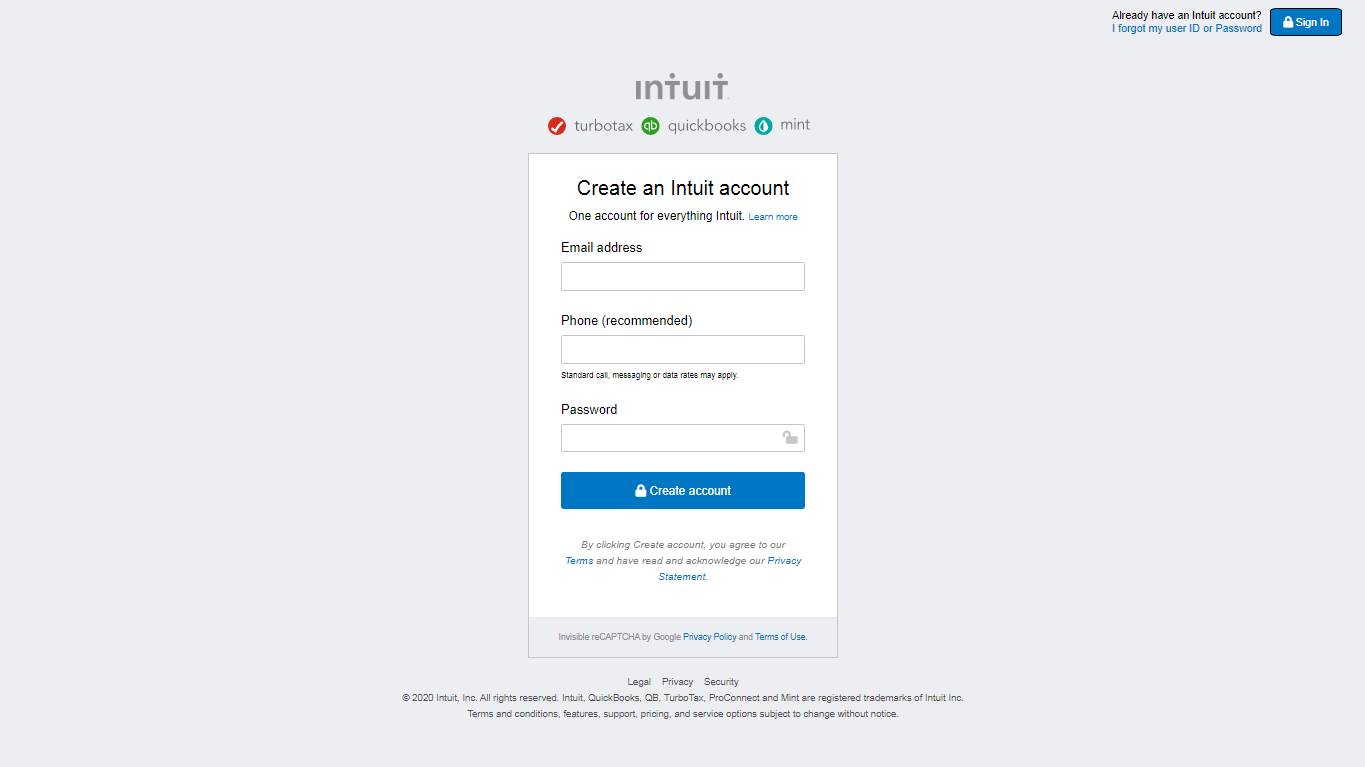 Already have an Intuit account?
I forgot my user ID or Password
Sign In
INTUIT
turbotax qb quickbooks mint
Create an Intuit account
One account for everything Intuit. Learn more
Email address
Phone (recommended)
Standard call, messaging or data rates may apply.
Password
Create account
By clicking Create account, you agree to our
Terms and have read and acknowledge our Privacy
Statement.
Invisible reCAPTCHA by Google Privacy Policy and Terms of Use.
Legal Privacy Security
© 2020 Intuit, Inc. All rights reserved. Intuit, QuickBooks, QB, TurboTax, ProConnect and Mint are registered trademarks of Intuit Inc.
Terms and conditions, features, support, pricing, and service options subject to change without notice.